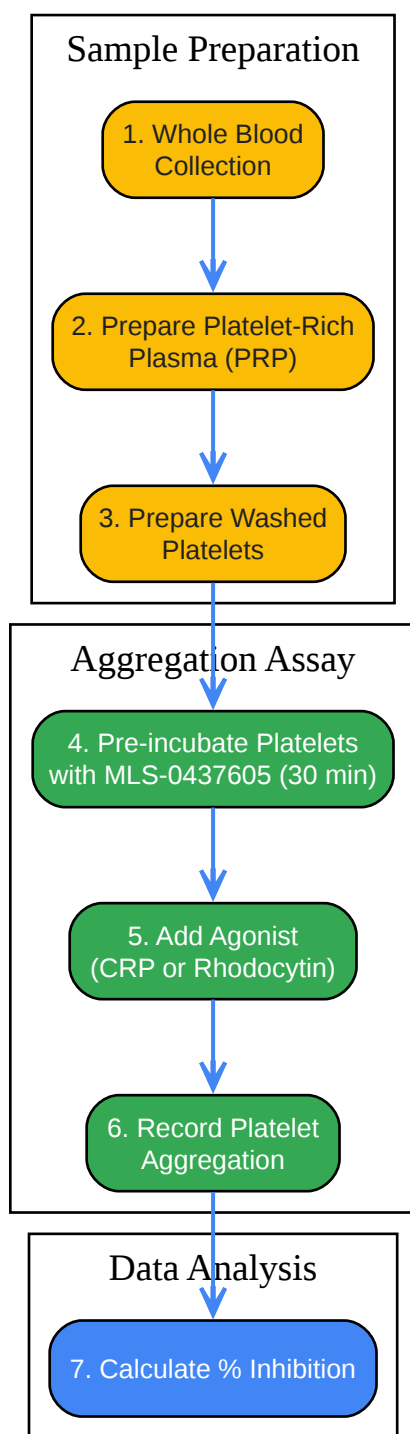 Sample Preparation
1. Whole Blood
Collection
2. Prepare Platelet-Rich
Plasma (PRP)
3. Prepare Washed
Platelets
Aggregation Assay
4. Pre-incubate Platelets
with MLS-0437605 (30 min)
5. Add Agonist
(CRP or Rhodocytin)
6. Record Platelet
Aggregation
Data Analysis
7. Calculate % Inhibition